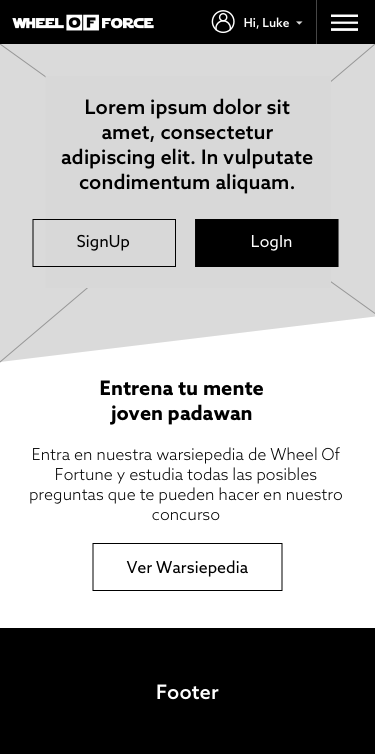 WHEEL OF FORCE
Hi, Luke
Lorem ipsum dolor sit
amet, consectetur
adipiscing elit. In vulputate
condimentum aliquam.
SignUp
LogIn
Entrena tu mente
joven padawan
Entra en nuestra warsiepedia de Wheel Of
Fortune y estudia todas las posibles
preguntas que te pueden hacer en nuestro
concurso
Ver Warsiepedia
Footer